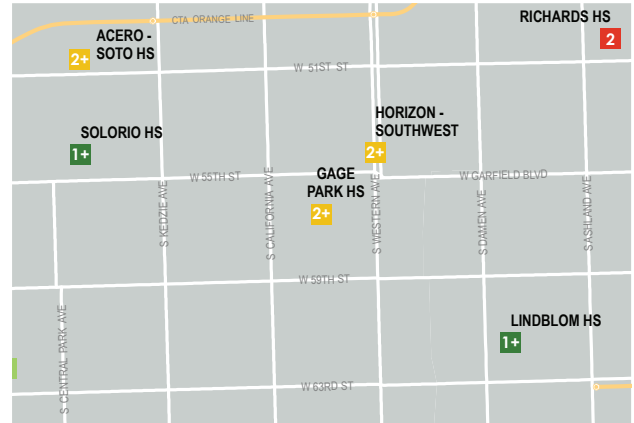 RICHARDS HS
2
CTA ORANGE LINE
ACERO -
SOTO HS
2+
W 51ST ST
HORIZON -
SOUTHWEST
2+
SOLORIO HS
1+
W 55TH ST
GAGE
PARK HS
2+
W GARFIELD BLVD
S KEDZIE AVE
S CALIFORNIA AVE
S WESTERN AVE
S DAMEN AVE
S ASHLAND AVE
W 59TH ST
LINDBLOM HS
1+
S CENTRAL PARK AVE
W 63RD ST